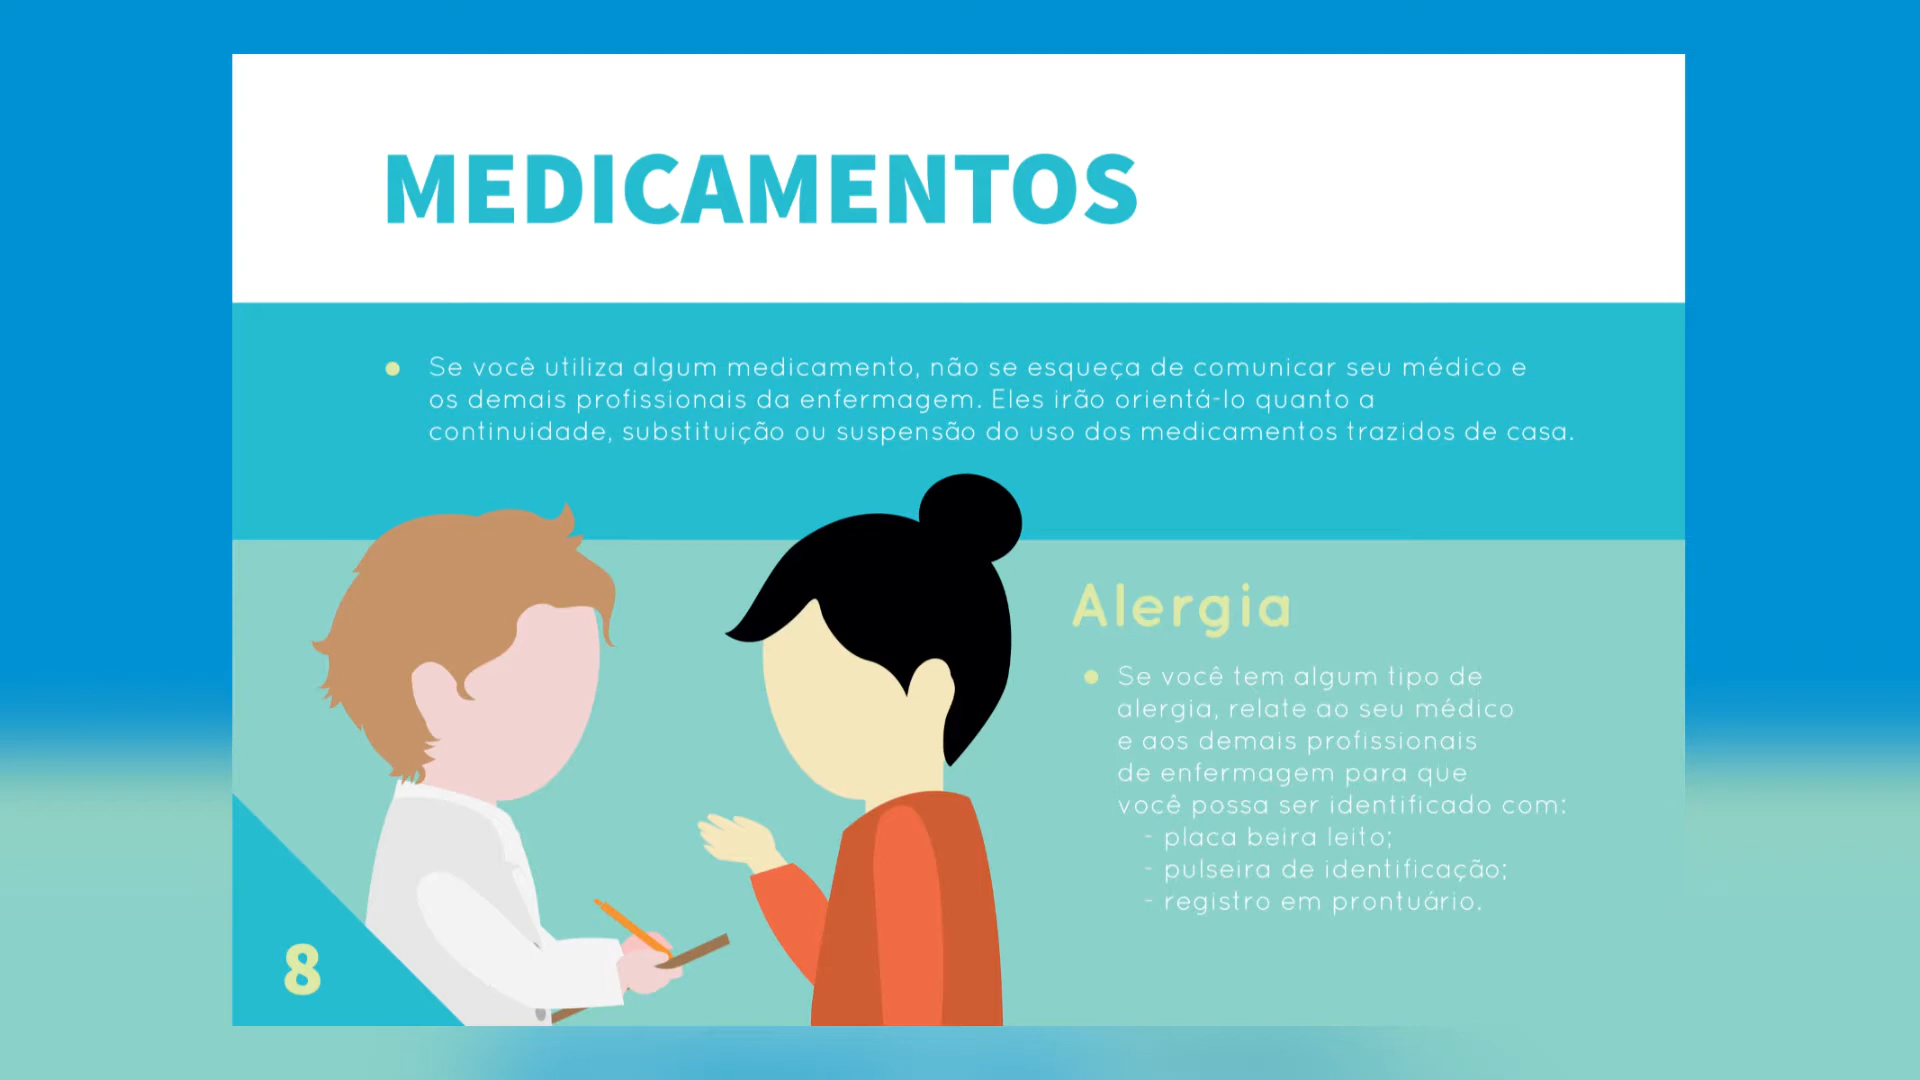 MEDICAMENTOS
● Se você utiliza algum medicamento, não se esqueça de comunicar seu médico e
os demais profissionais da enfermagem. Eles irão orientá-lo quanto a
continuidade, substituição ou suspensão do uso dos medicamentos trazidos de casa.
Alergia
● Se você tem algum tipo de
alergia, relate ao seu médico
e aos demais profissionais
de enfermagem para que
você possa ser identificado com:
- placa beira leito;
- pulseira de identificação;
- registro em prontuário.
8